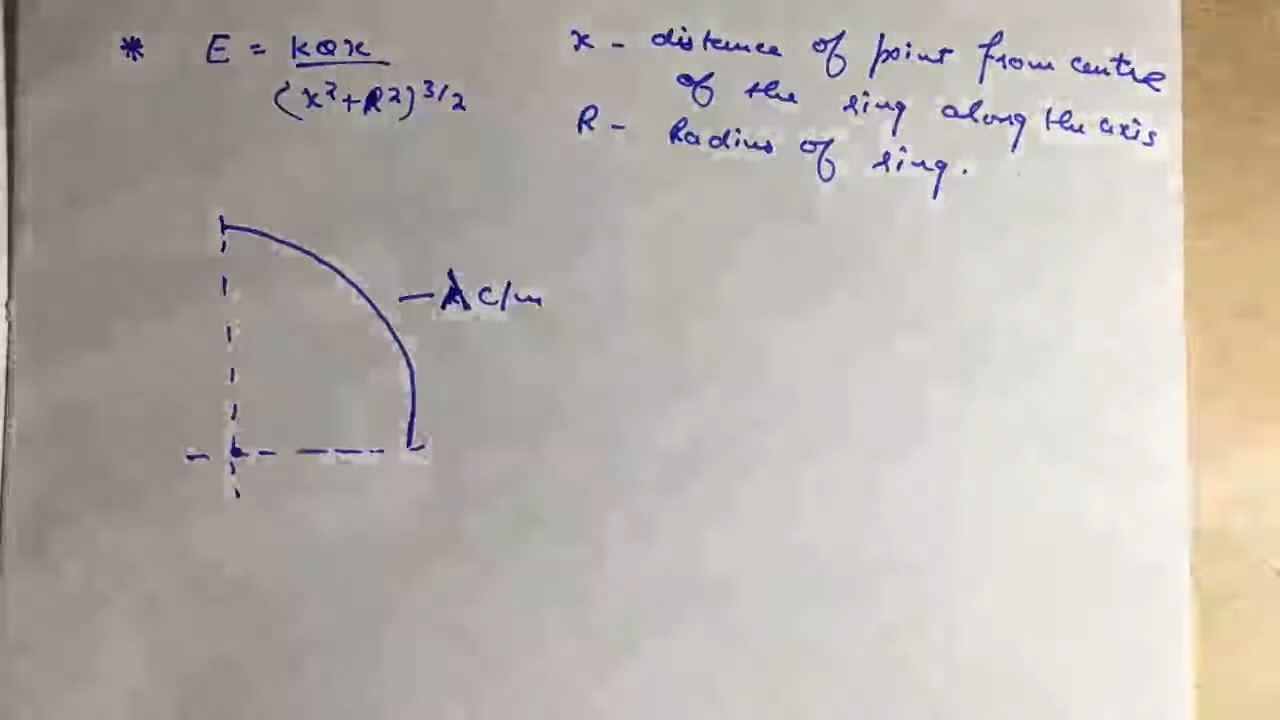 * E = kQx / (x²+R²)^3/2
x - distance of point from centre
of the ring along the axis
R - Radius of ring.
λ C/m